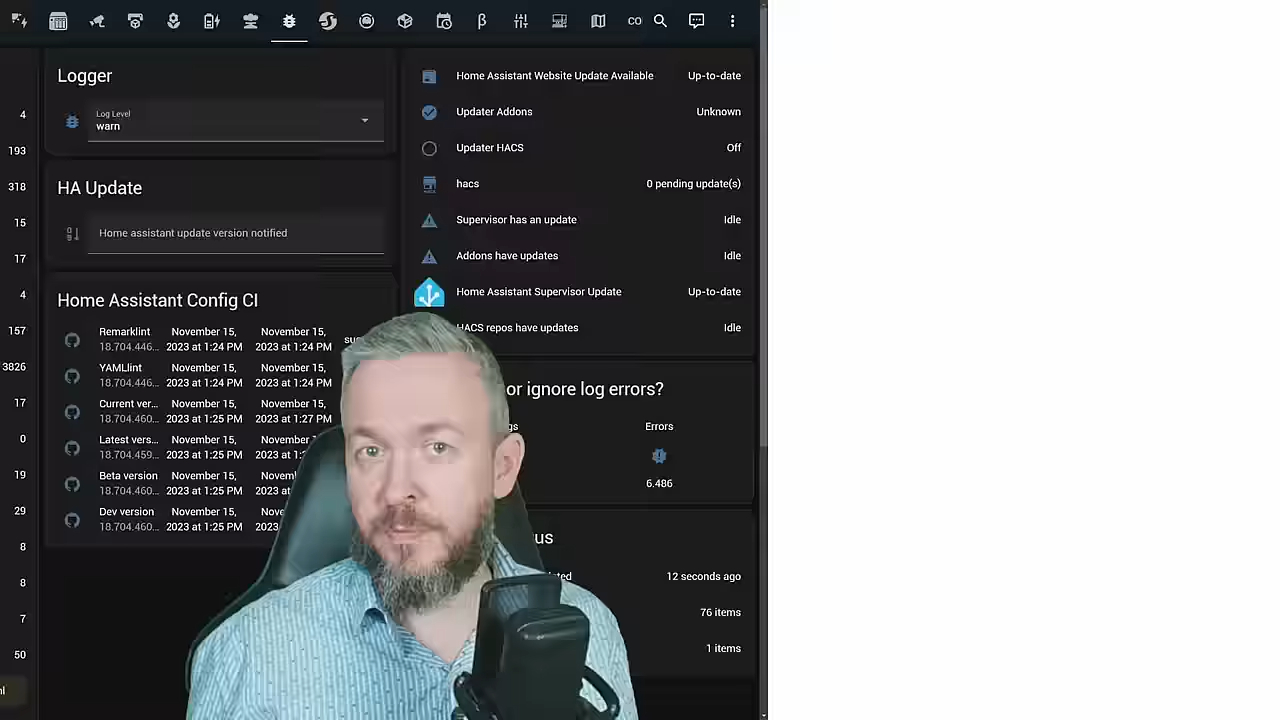 β
CO
4
193
318
15
17
4
157
3826
17
0
19
29
8
8
7
50
Logger
Log Level
warn
HA Update
Home assistant update version notified
Home Assistant Config CI
Remarklint
18.704.446...
November 15,
2023 at 1:24 PM
November 15,
2023 at 1:24 PM
YAMLlint
18.704.446...
November 15,
2023 at 1:24 PM
November 15,
2023 at 1:24 PM
Current ver...
18.704.460...
November 15,
2023 at 1:25 PM
November 15,
2023 at 1:27 PM
Latest vers...
18.704.459...
November 15,
2023 at 1:25 PM
Beta version
18.704.460...
November 15,
2023 at 1:25 PM
Dev version
18.704.460...
November 15,
2023 at 1:25 PM
Home Assistant Website Update Available
Up-to-date
Updater Addons
Unknown
Updater HACS
Off
hacs
0 pending update(s)
Supervisor has an update
Idle
Addons have updates
Idle
Home Assistant Supervisor Update
Up-to-date
HACS repos have updates
Idle
or ignore log errors?
Errors
6.486
12 seconds ago
76 items
1 items